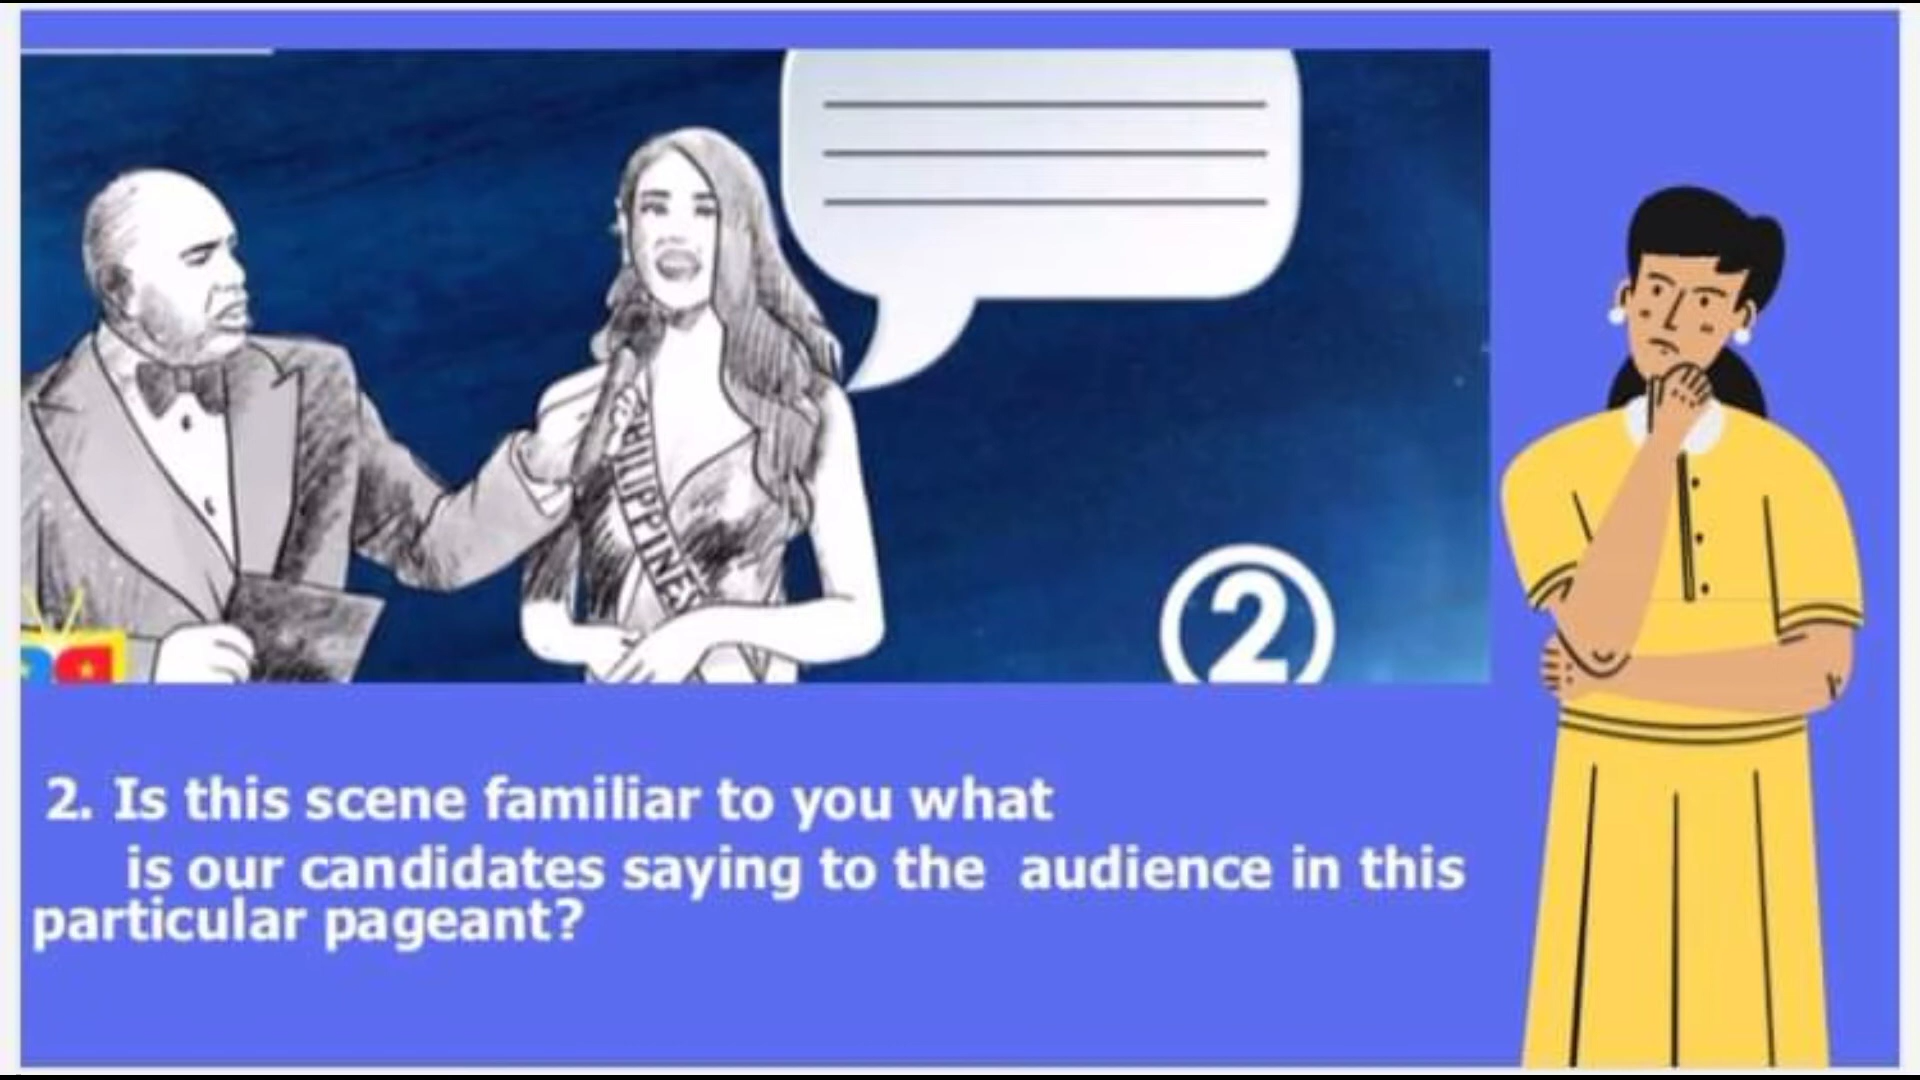 PHILIPPINES
2
2. Is this scene familiar to you what
is our candidates saying to the audience in this
particular pageant?